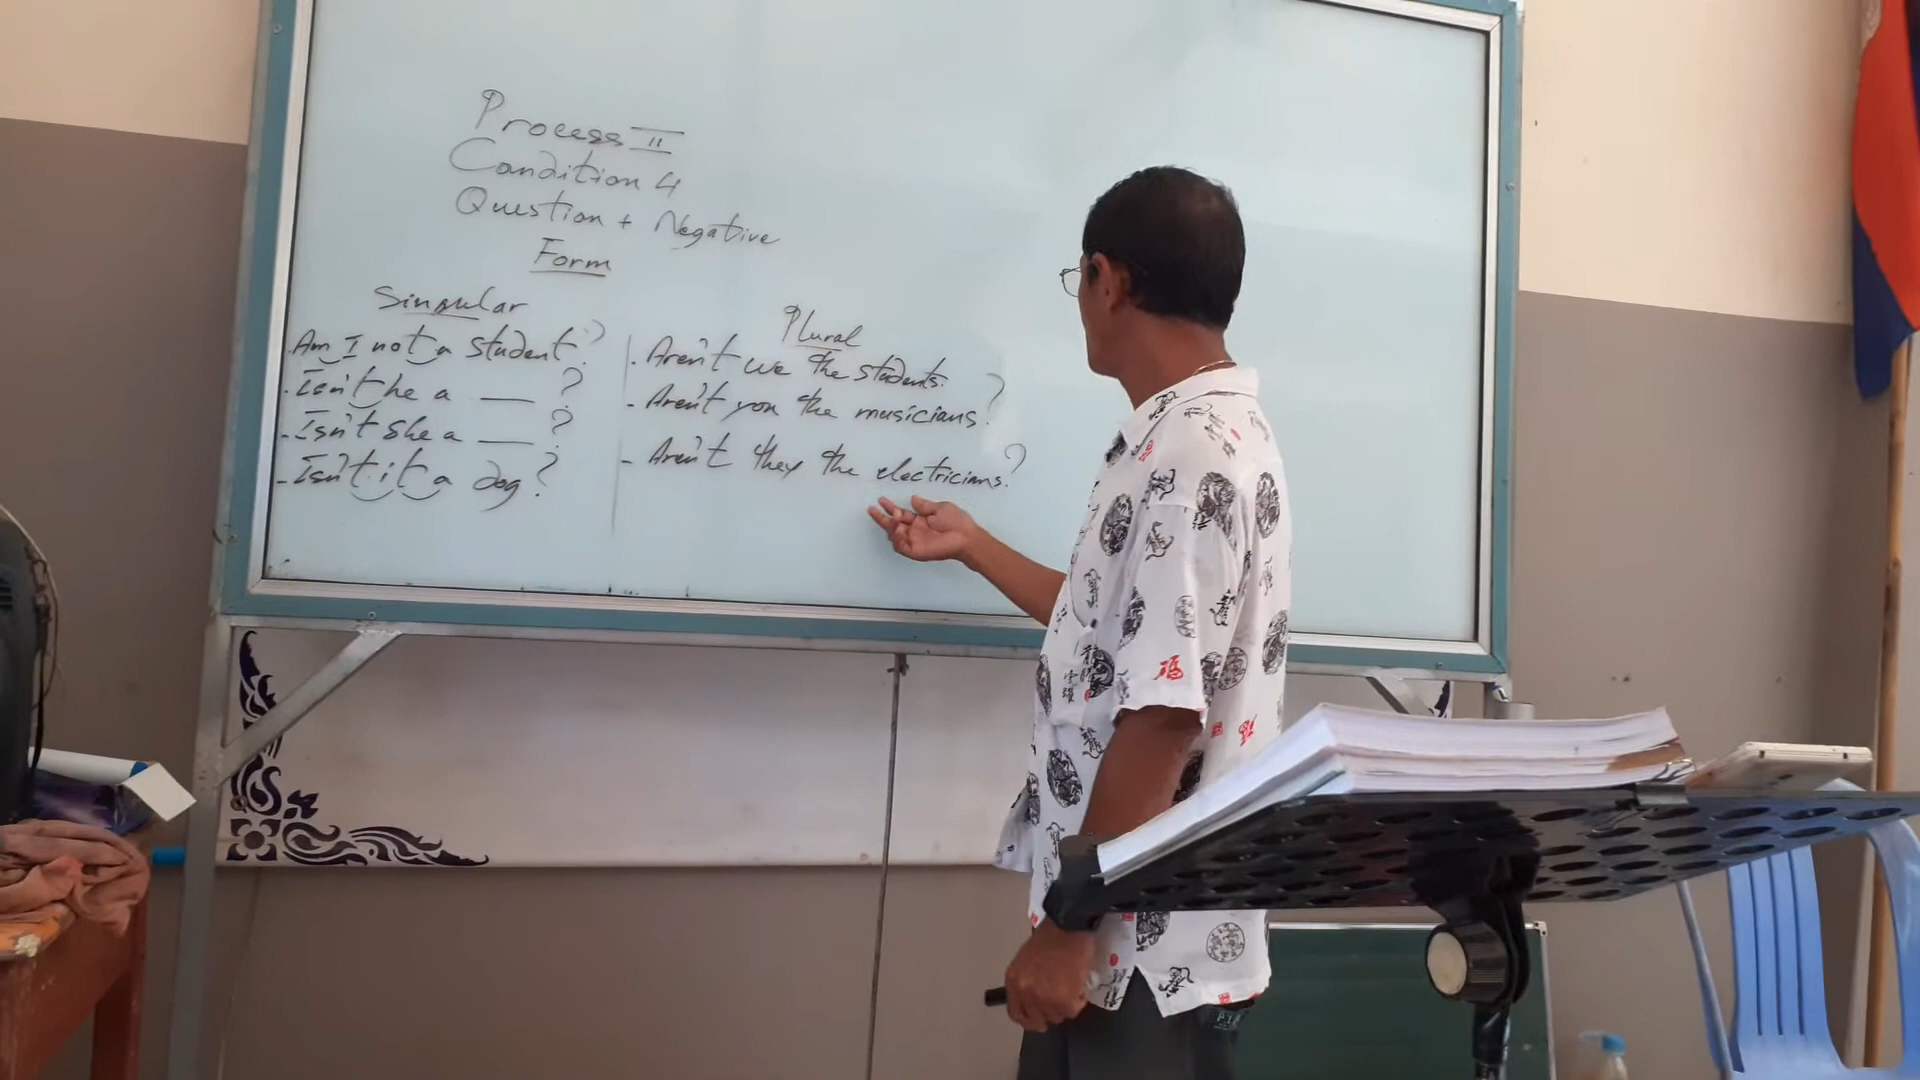 Process II
Condition 4
Question + Negative
Form
Singular
. Am I not a student?
. Isn't he a ___ ?
- Isn't she a ___ ?
- Isn't it a dog?
Plural
. Aren't we the students?
- Aren't you the musicians?
- Aren't they the electricians?
福